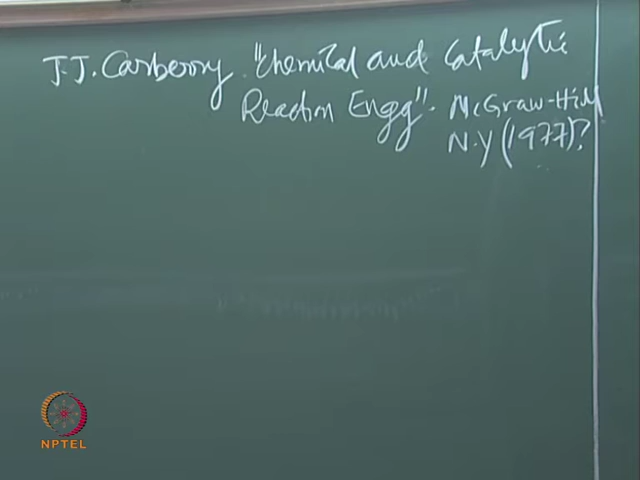 J.J. Carberry. "Chemical and Catalytic
Reaction Engg". McGraw-Hill
N.Y (1977)?
NPTEL